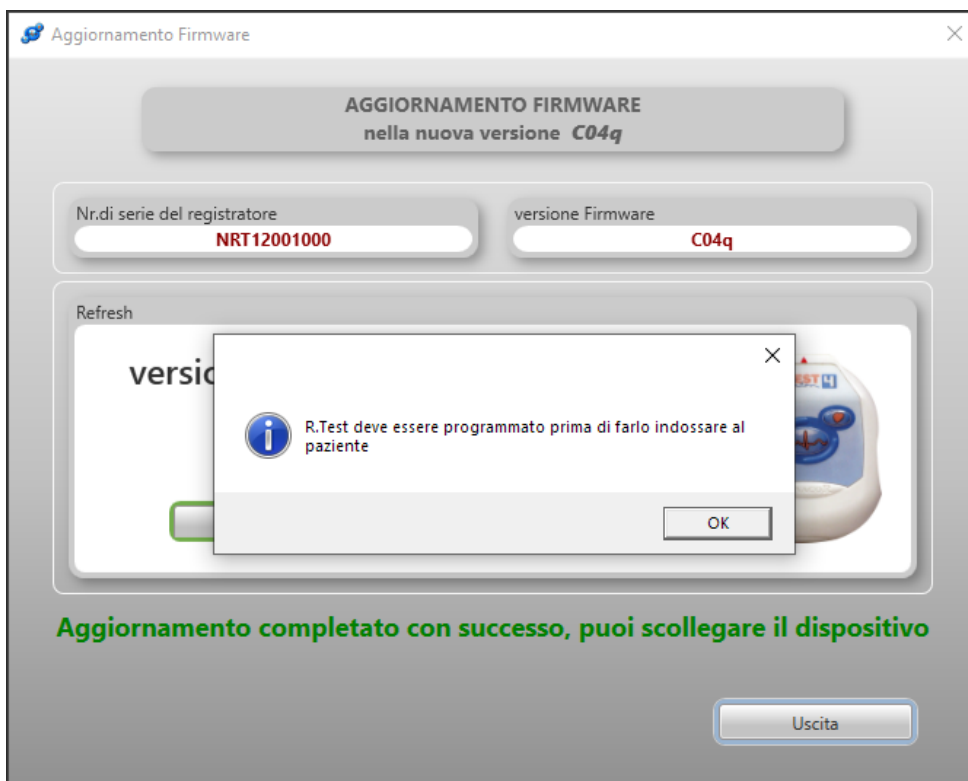 Aggiornamento Firmware
AGGIORNAMENTO FIRMWARE
nella nuova versione C04q
Nr.di serie del registratore
NRT12001000
versione Firmware
C04q
Refresh
R.Test deve essere programmato prima di farlo indossare al
paziente
OK
Aggiornamento completato con successo, puoi scollegare il dispositivo
Uscita